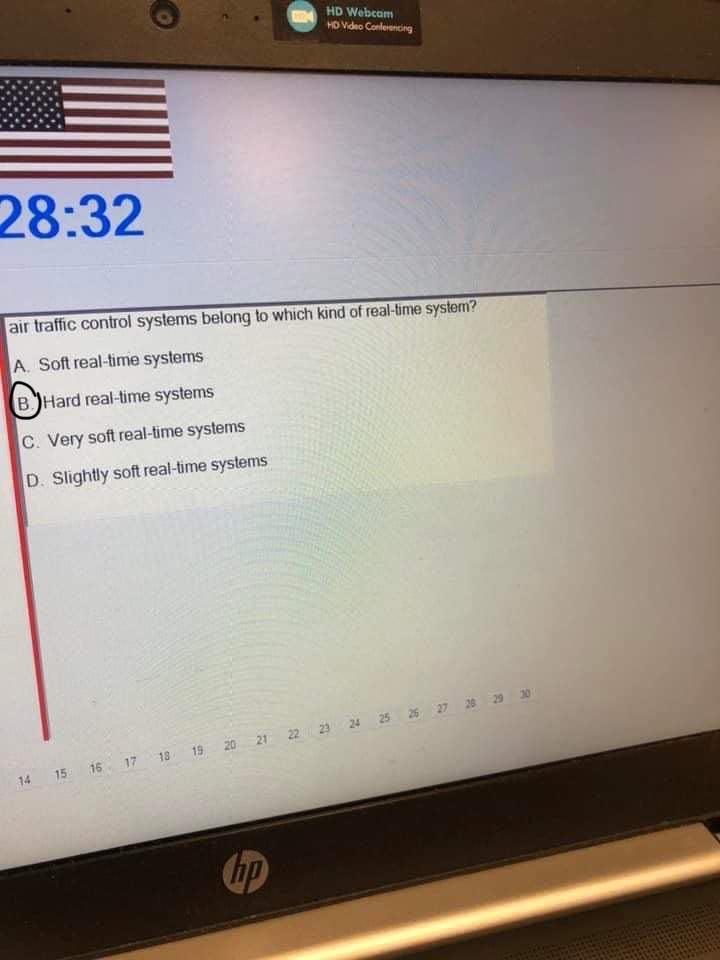 HD Webcam
HD Video Conferencing
28:32
air traffic control systems belong to which kind of real-time system?
A. Soft real-time systems
B. Hard real-time systems
C. Very soft real-time systems
D. Slightly soft real-time systems
14 15 16 17 18 19 20 21 22 23 24 25 26 27 28 29 30
hp